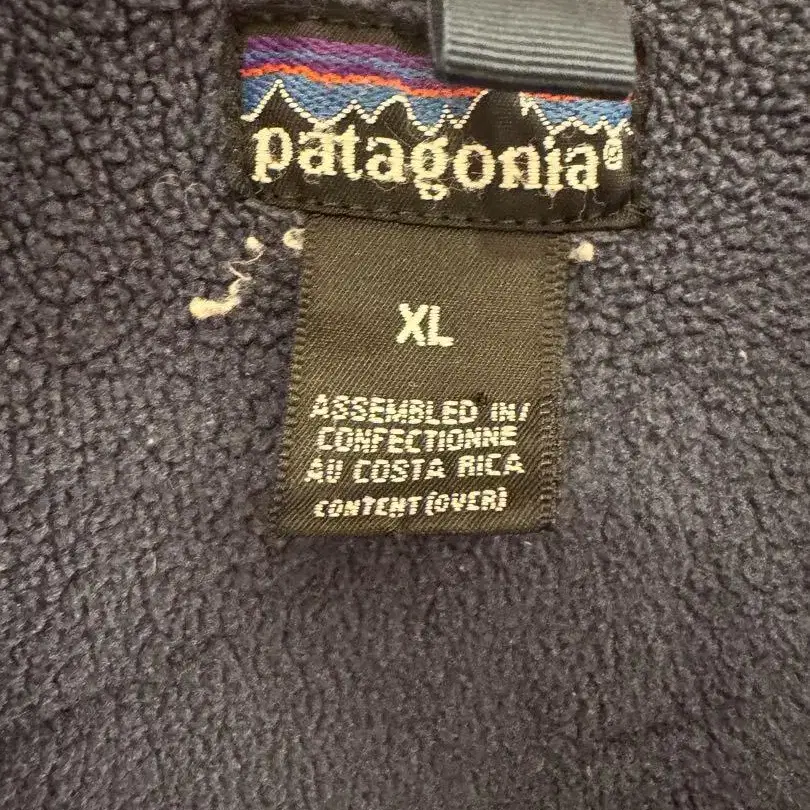 patagonia®
XL
ASSEMBLED IN/
CONFECTIONNE
AU COSTA RICA
CONTENT (OVER)